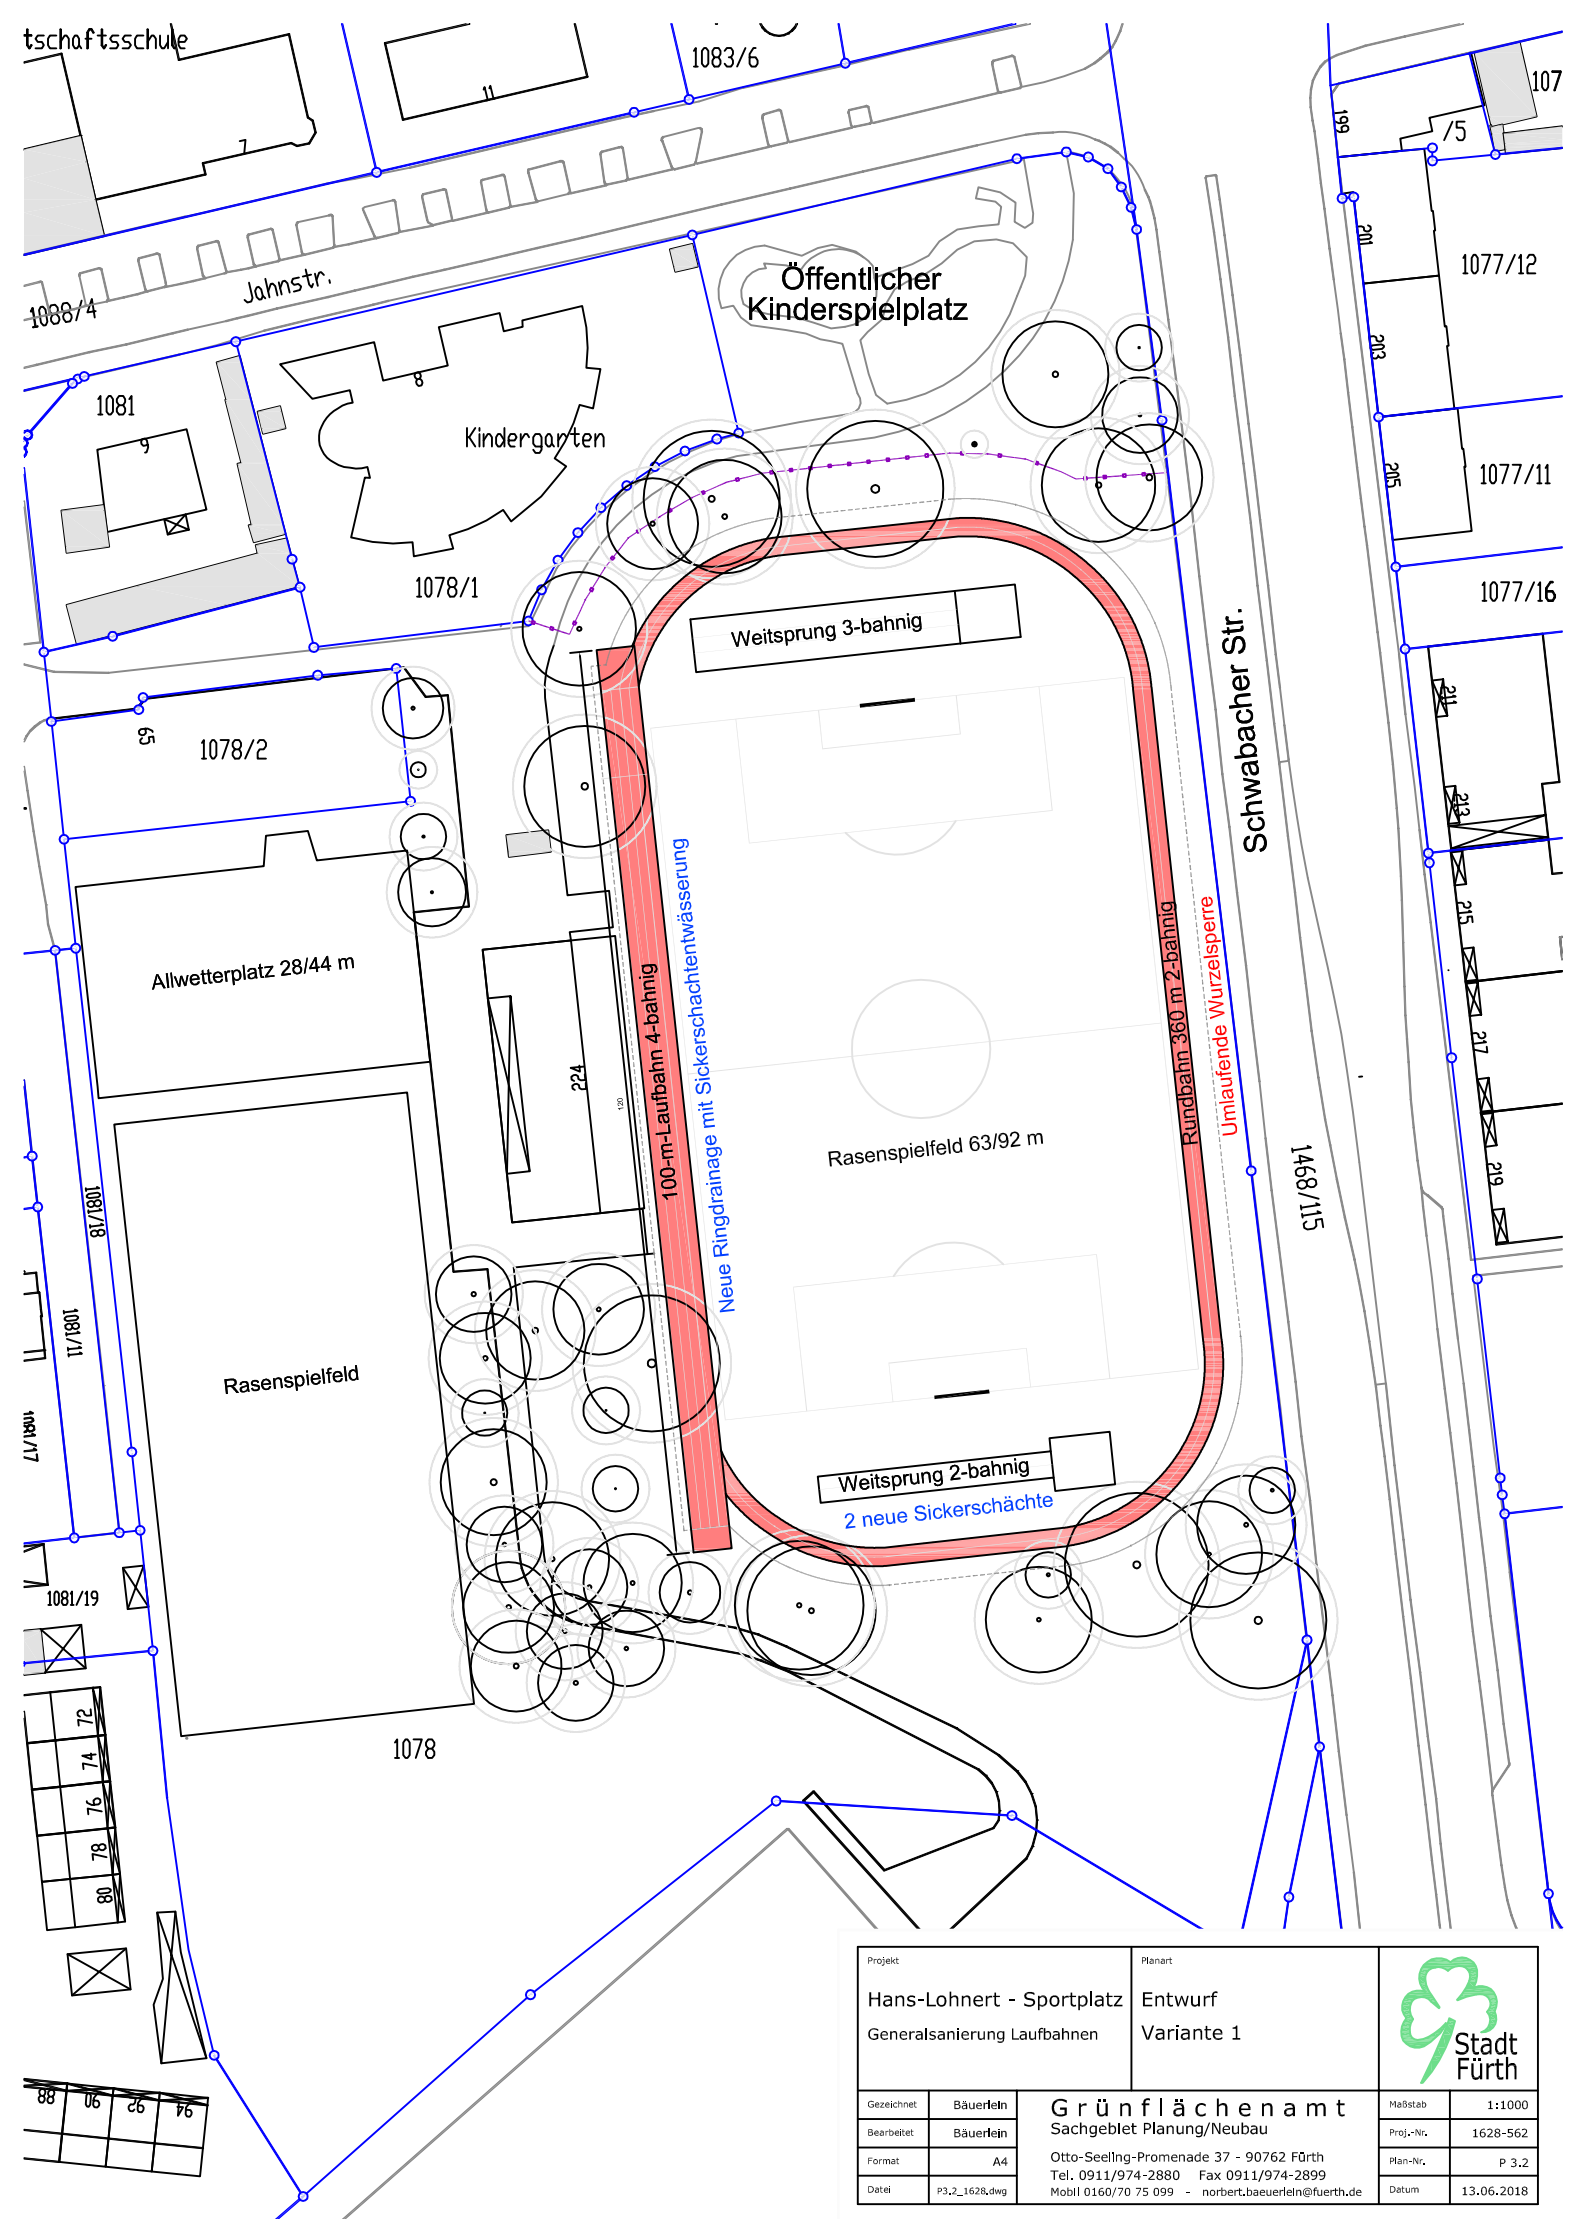 tschaftsschule
1083/6
11
7
107
/5
199
201
1077/12
Jahnstr.
1088/4
Öffentlicher
Kinderspielplatz
203
8
1081
9
Kindergarten
205
1077/11
1078/1
1077/16
Weitsprung 3-bahnig
Schwabacher Str.
65
1078/2
211
213
215
217
219
Allwetterplatz 28/44 m
224
120
100-m-Laufbahn 4-bahnig
Neue Ringdrainage mit Sickerschachtentwässerung
Rundbahn 360 m 2-bahnig
Umlaufende Wurzelsperre
Rasenspielfeld 63/92 m
1468/115
1081/18
1081/11
1081/17
Rasenspielfeld
Weitsprung 2-bahnig
2 neue Sickerschächte
1081/19
1078
72
74
76
78
80
88
90
92
94
Projekt
Hans-Lohnert - Sportplatz
Generalsanierung Laufbahnen
Planart
Entwurf
Variante 1
Stadt
Fürth
Gezeichnet Bäuerlein
Bearbeitet Bäuerlein
Format A4
Datei P3.2_1628.dwg
Grünflächenamt
Sachgebiet Planung/Neubau
Otto-Seeling-Promenade 37 - 90762 Fürth
Tel. 0911/974-2880 Fax 0911/974-2899
Mobil 0160/70 75 099 - norbert.baeuerlein@fuerth.de
Maßstab 1:1000
Proj.-Nr. 1628-562
Plan-Nr. P 3.2
Datum 13.06.2018